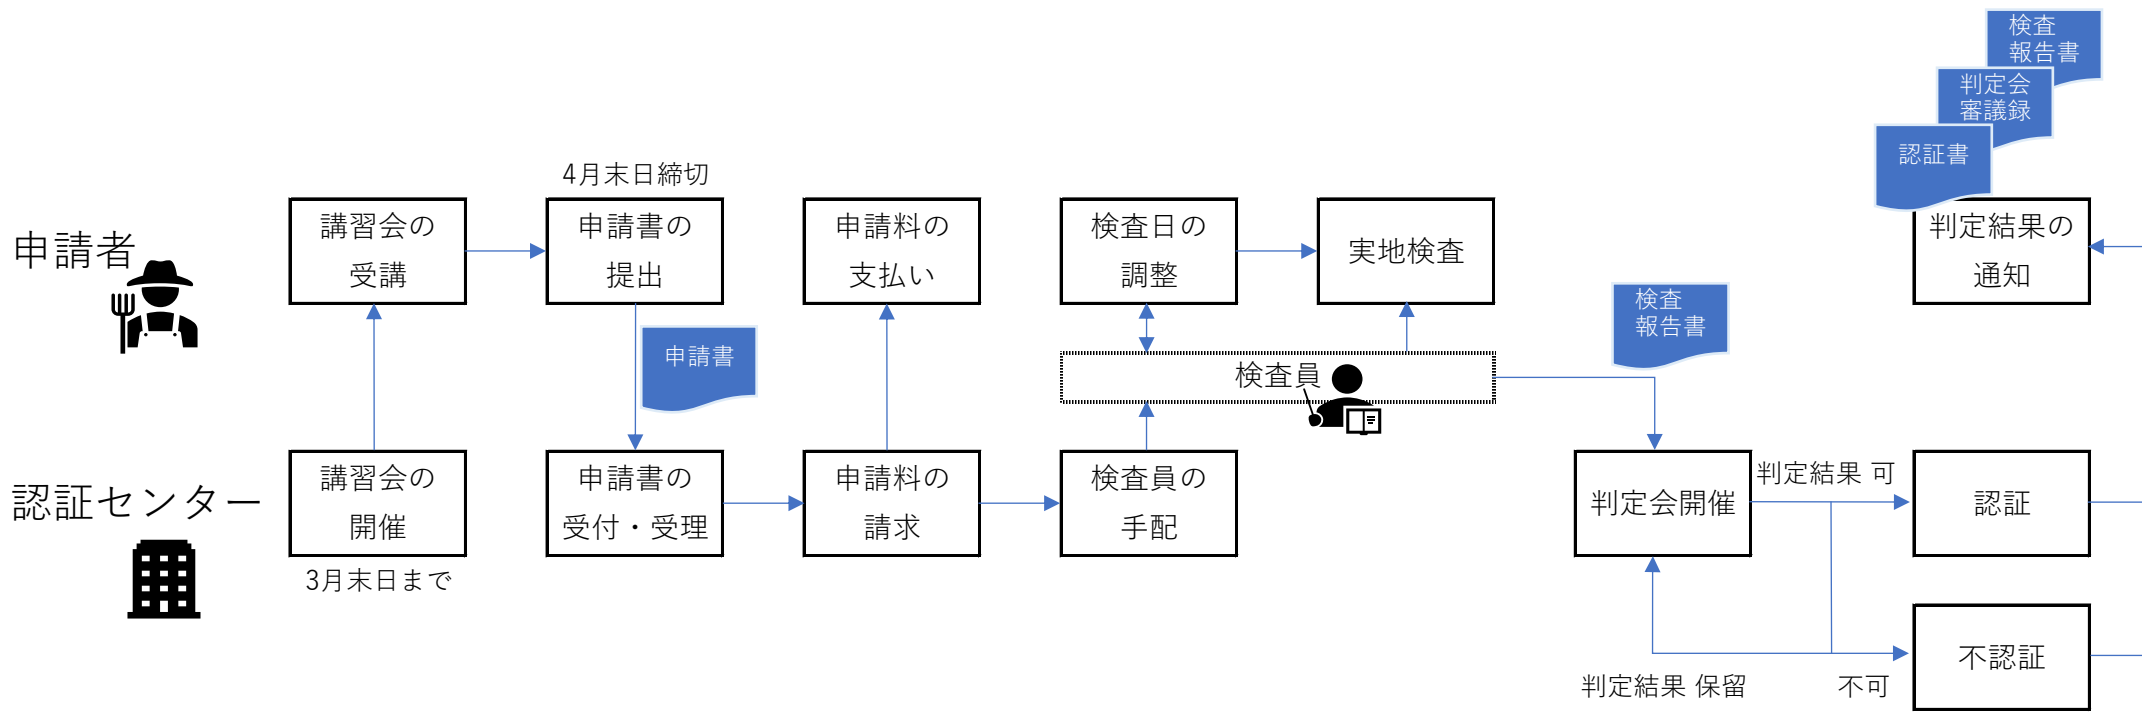 検査
報告書
判定会
審議録
認証書
4月末日締切
申請者
講習会の
受講
申請書の
提出
申請料の
支払い
検査日の
調整
実地検査
判定結果の
通知
申請書
検査員
検査
報告書
認証センター
講習会の
開催
3月末日まで
申請書の
受付・受理
申請料の
請求
検査員の
手配
判定会開催
判定結果 可
認証
判定結果 保留
不可
不認証